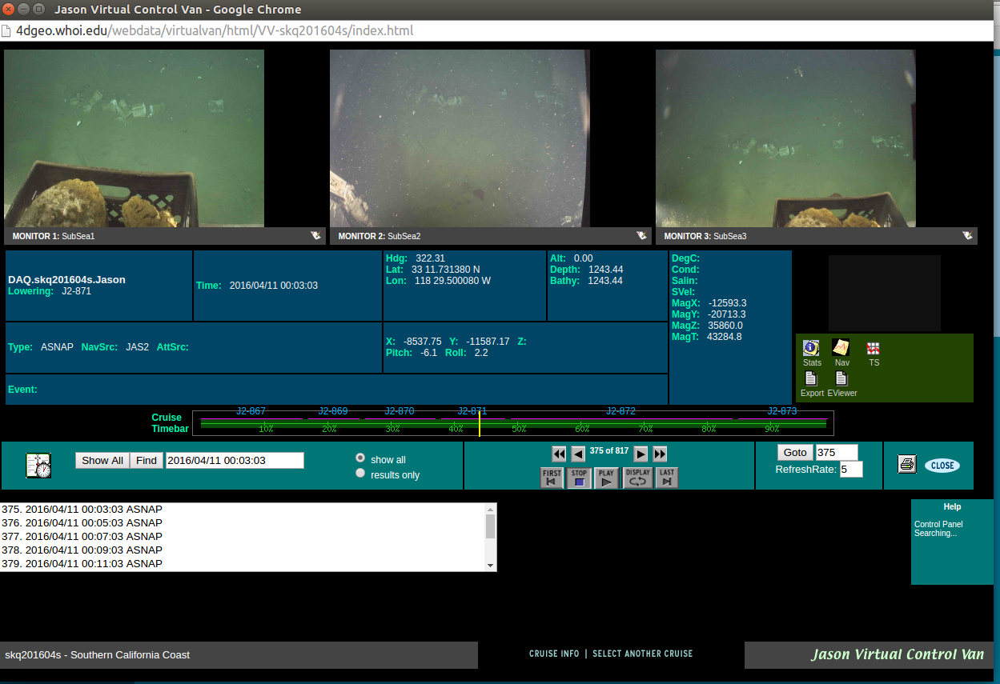 Jason Virtual Control Van - Google Chrome
4dgeo.whoi.edu/webdata/virtualvan/html/VV-skq201604s/index.html
MONITOR 1: SubSea1
MONITOR 2: SubSea2
MONITOR 3: SubSea3
DAQ.skq201604s.Jason
Lowering: J2-871
Time: 2016/04/11 00:03:03
Hdg: 322.31
Lat: 33 11.731380 N
Lon: 118 29.500080 W
Alt: 0.00
Depth: 1243.44
Bathy: 1243.44
DegC:
Cond:
Salin:
SVel:
MagX: -12593.3
MagY: -20713.3
MagZ: 35860.0
MagT: 43284.8
Type: ASNAP NavSrc: JAS2 AttSrc:
X: -8537.75 Y: -11587.17 Z:
Pitch: -6.1 Roll: 2.2
Event:
Stats Nav TS
Export EViewer
Cruise
Timebar
J2-867 J2-869 J2-870 J2-871 J2-872 J2-873
10% 20% 30% 40% 50% 60% 70% 80% 90%
Show All Find 2016/04/11 00:03:03
show all
results only
375 of 817
FIRST STOP PLAY DISPLAY LAST
Goto 375
RefreshRate: 5
CLOSE
375. 2016/04/11 00:03:03 ASNAP
376. 2016/04/11 00:05:03 ASNAP
377. 2016/04/11 00:07:03 ASNAP
378. 2016/04/11 00:09:03 ASNAP
379. 2016/04/11 00:11:03 ASNAP
Help
Control Panel
Searching...
skq201604s - Southern California Coast
CRUISE INFO | SELECT ANOTHER CRUISE
Jason Virtual Control Van